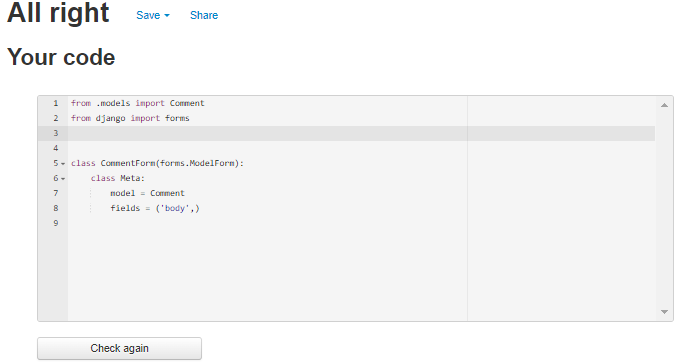 All right Save Share
Your code
1 from .models import Comment
2 from django import forms
3
4
5 class CommentForm(forms.ModelForm):
6 class Meta:
7 model = Comment
8 fields = ('body',)
9
Check again